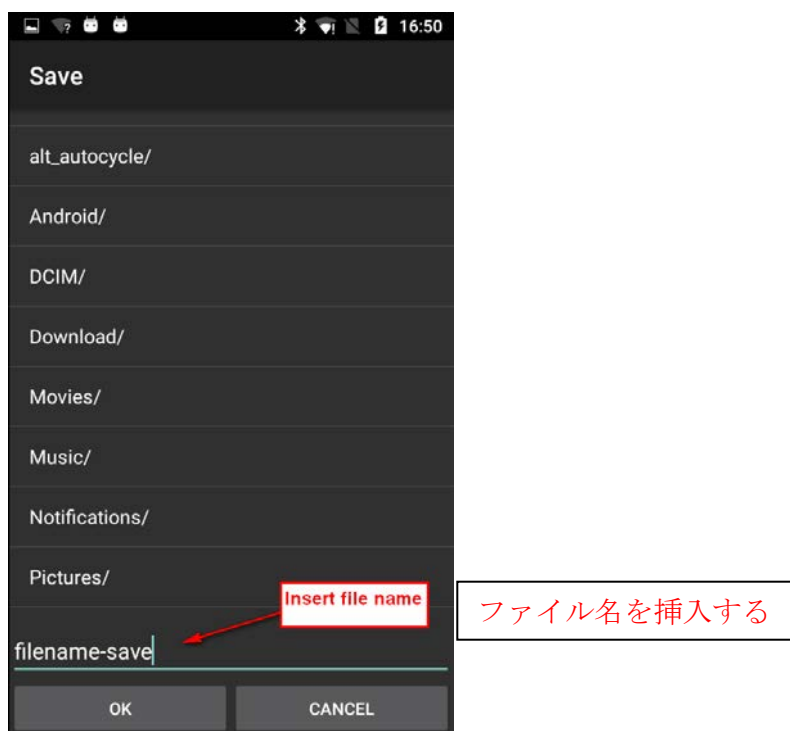 16:50
Save
alt_autocycle/
Android/
DCIM/
Download/
Movies/
Music/
Notifications/
Pictures/
Insert file name
ファイル名を挿入する
filename-save
OK
CANCEL